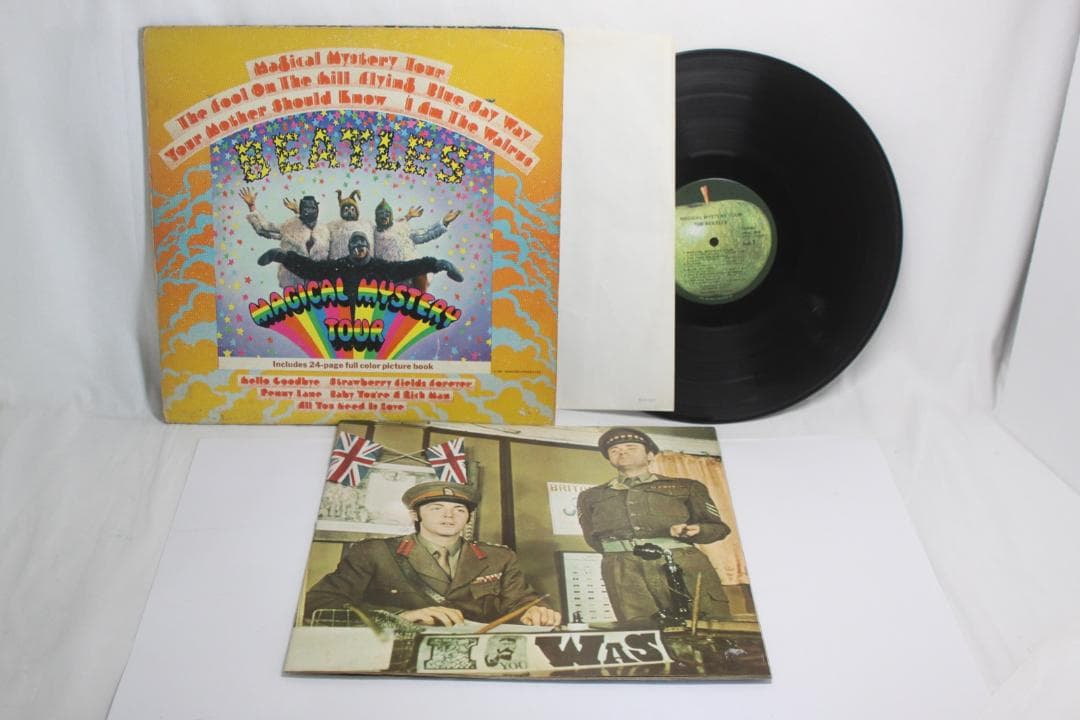 Magical Mystery Tour
The Fool On The Hill Flying Blue Jay Way
Your Mother Should Know I Am The Walrus
BEATLES
MAGICAL MYSTERY
TOUR
Includes 24-page full color picture book
Hello Goodbye Strawberry Fields Forever
Penny Lane Baby You're A Rich Man
All You Need Is Love
MAGICAL MYSTERY TOUR
THE BEATLES
BRITO
YOU WAS